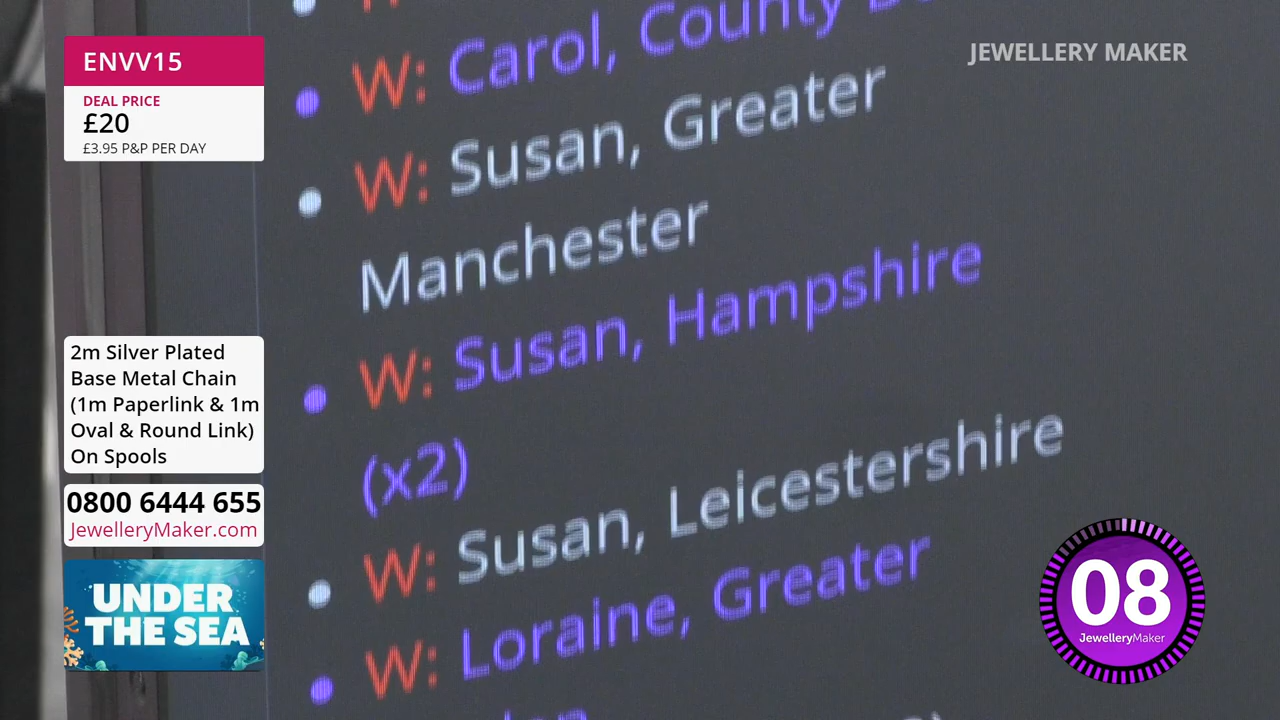 ENVV15
DEAL PRICE
£20
£3.95 P&P PER DAY
2m Silver Plated
Base Metal Chain
(1m Paperlink & 1m
Oval & Round Link)
On Spools
0800 6444 655
JewelleryMaker.com
UNDER
THE SEA
W: Carol, County
W: Susan, Greater
Manchester
W: Susan, Hampshire
(x2)
W: Susan, Leicestershire
W: Loraine, Greater
JEWELLERY MAKER
08
JewelleryMaker